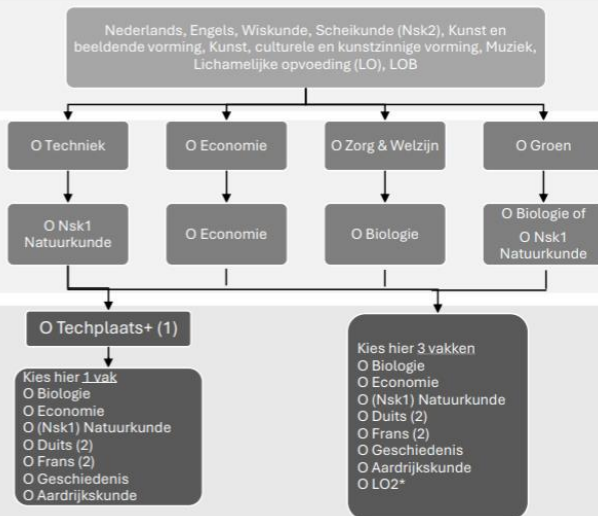 Nederlands, Engels, Wiskunde, Scheikunde (Nsk2), Kunst en
beeldende vorming, Kunst, culturele en kunstzinnige vorming, Muziek,
Lichamelijke opvoeding (LO), LOB
O Techniek
O Economie
O Zorg & Welzijn
O Groen
O Nsk1
Natuurkunde
O Economie
O Biologie
O Biologie of
O Nsk1
Natuurkunde
O Techplaats+ (1)
Kies hier 1 vak
O Biologie
O Economie
O (Nsk1) Natuurkunde
O Duits (2)
O Frans (2)
O Geschiedenis
O Aardrijkskunde
Kies hier 3 vakken
O Biologie
O Economie
O (Nsk1) Natuurkunde
O Duits (2)
O Frans (2)
O Geschiedenis
O Aardrijkskunde
O LO2*